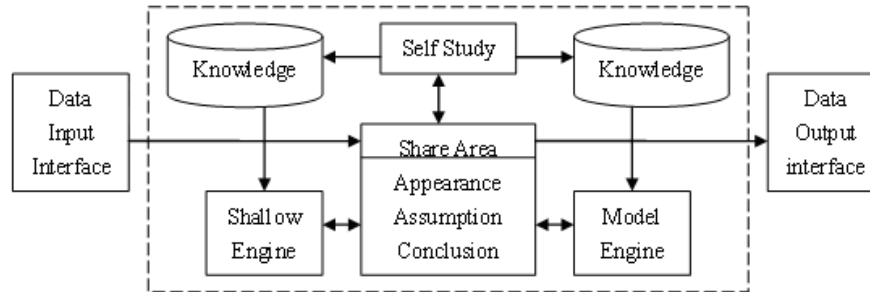 Self Study
Knowledge
Knowledge
Data
Input
Interface
Share Area
Appearance
Assumption
Conclusion
Data
Output
interface
Shallow
Engine
Model
Engine